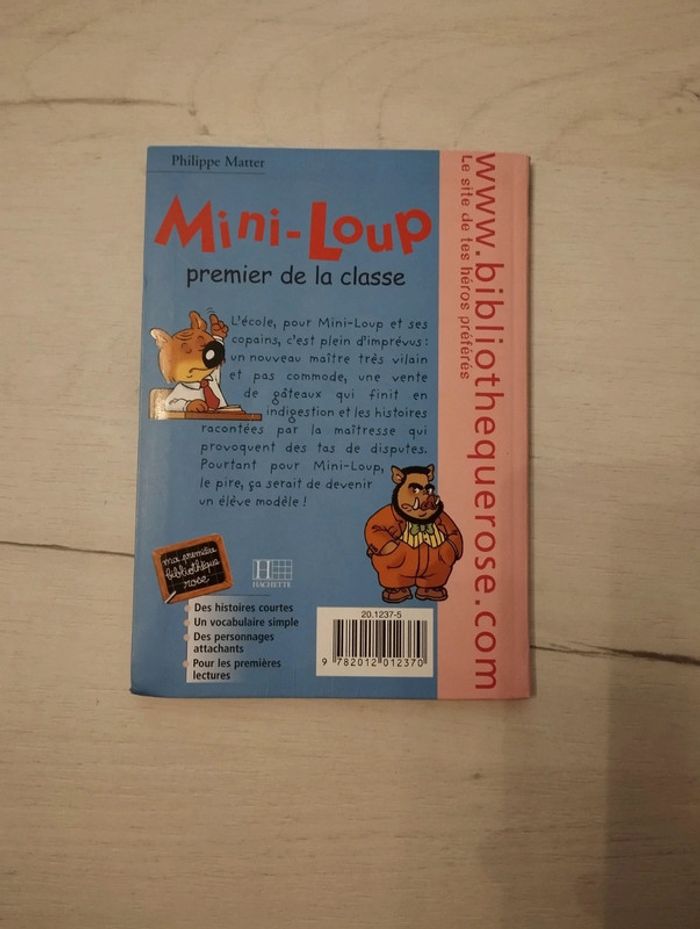 Philippe Matter
Mini-Loup
premier de la classe
L'école, pour Mini-Loup et ses
copains, c'est plein d'imprévus :
un nouveau maître très vilain
et pas commode, une vente
de gâteaux qui finit en
indigestion et les histoires
racontées par la maîtresse qui
provoquent des tas de disputes.
Pourtant pour Mini-Loup,
le pire, ça serait de devenir
un élève modèle !
ma première
bibliothèque
rose
H
HACHETTE
• Des histoires courtes
• Un vocabulaire simple
• Des personnages
attachants
• Pour les premières
lectures
20.1237-5
9 782012 012370
www.bibliothequerose.com
Le site de tes héros préférés